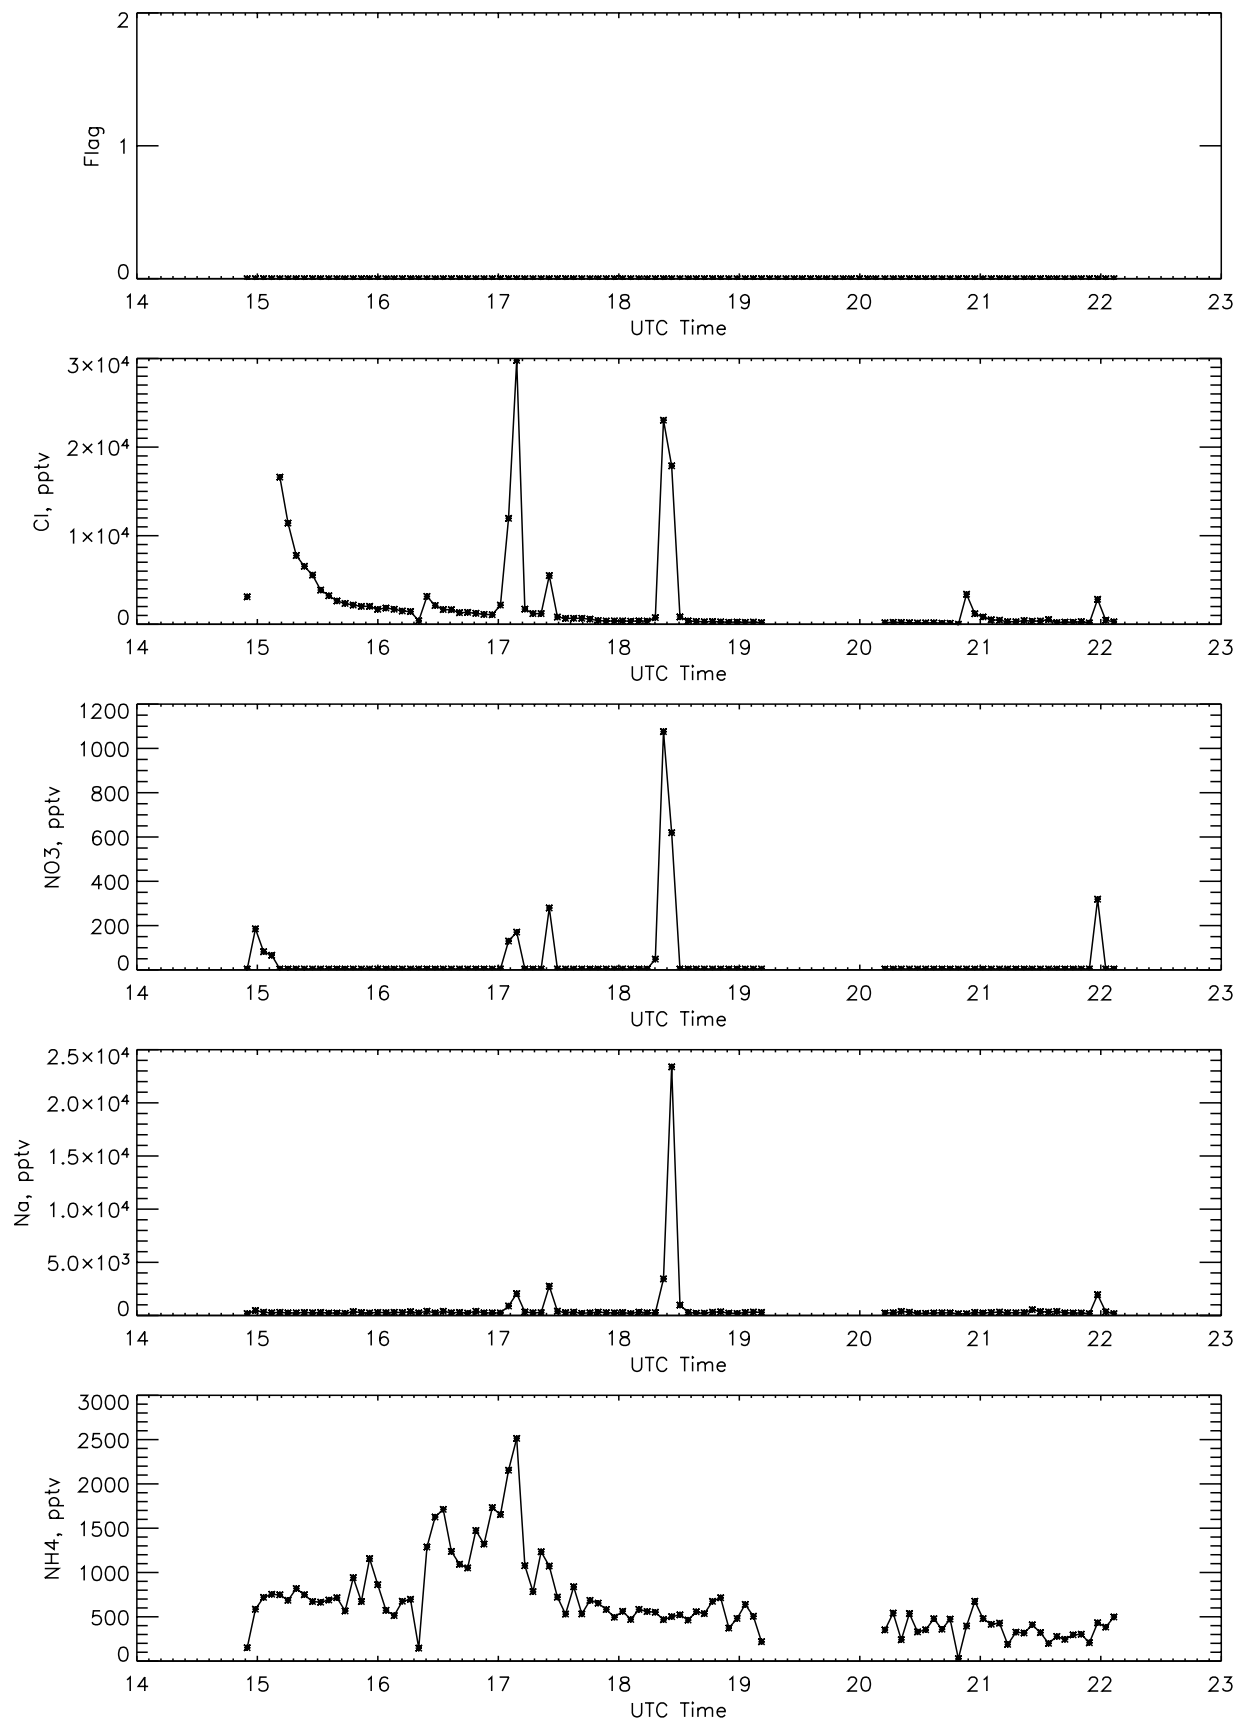 2
1
0
Flag
14 15 16 17 18 19 20 21 22 23
UTC Time
3×10⁴
2×10⁴
1×10⁴
0
Cl, pptv
14 15 16 17 18 19 20 21 22 23
UTC Time
1200
1000
800
600
400
200
0
NO3, pptv
14 15 16 17 18 19 20 21 22 23
UTC Time
2.5×10⁴
2.0×10⁴
1.5×10⁴
1.0×10⁴
5.0×10³
0
Na, pptv
14 15 16 17 18 19 20 21 22 23
UTC Time
3000
2500
2000
1500
1000
500
0
NH4, pptv
14 15 16 17 18 19 20 21 22 23
UTC Time